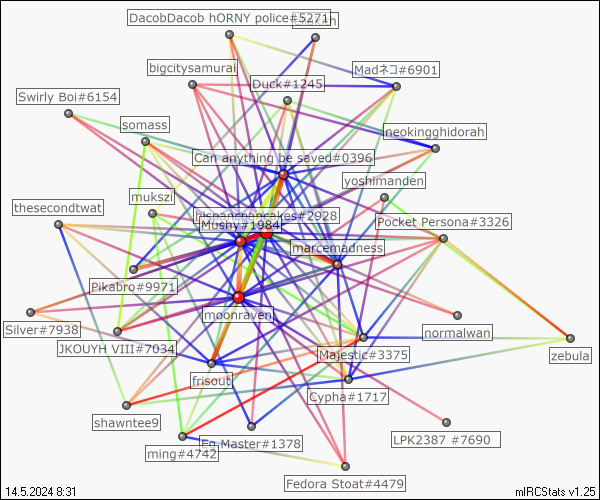 DacobDacob hORNY police#5271
bigcitysamurai
Duck#1245
Madネコ#6901
Swirly Boi#6154
somass
neokingghidorah
Can anything be saved#0396
yoshimanden
mukszi
thesecondtwat
Mushy#1984
Pocket Persona#3326
marcemadness
Pikabro#9971
moonraven
Silver#7938
JKOUYH VIII#7034
normalwan
Majestic#3375
zebula
frisout
Cypha#1717
shawntee9
Eg Master#1378
LPK2387 #7690
ming#4742
Fedora Stoat#4479
14.5.2024 8:31
mIRCStats v1.25